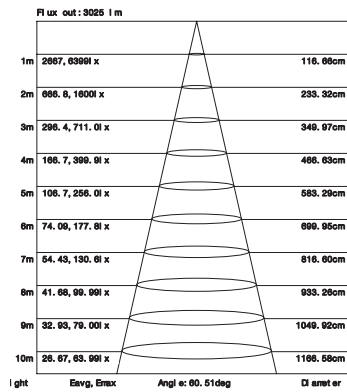 Flux out:3025 lm
1m 2667,6399lx 116.66cm
2m 666.8,1600lx 233.32cm
3m 296.4,711.0lx 349.97cm
4m 166.7,399.9lx 466.63cm
5m 106.7,256.0lx 583.29cm
6m 74.09,177.8lx 699.95cm
7m 54.43,130.6lx 816.60cm
8m 41.68,99.99lx 933.26cm
9m 32.93,79.00lx 1049.92cm
10m 26.67,63.99lx 1166.58cm
ight Eavg,Emax Angle:60.51deg Diameter